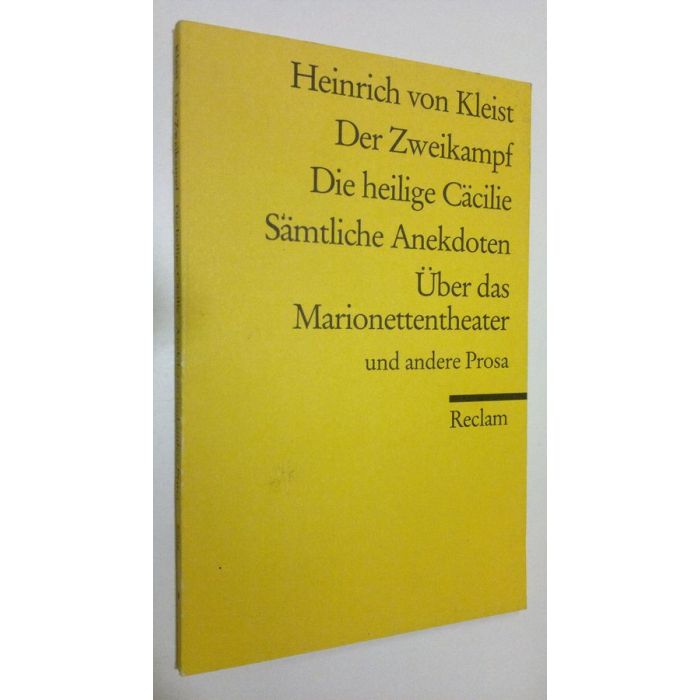 Heinrich von Kleist
Der Zweikampf
Die heilige Cäcilie
Sämtliche Anekdoten
Über das
Marionettentheater
und andere Prosa
Reclam